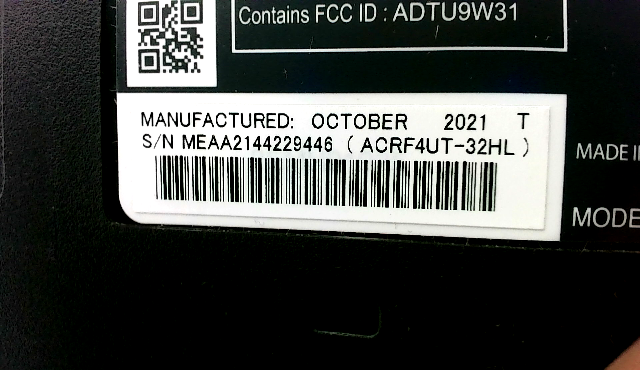 Contains FCC ID : ADTU9W31
MANUFACTURED: OCTOBER 2021 T
S/N MEAA2144229446 ( ACRF4UT-32HL )
MADE
MODE